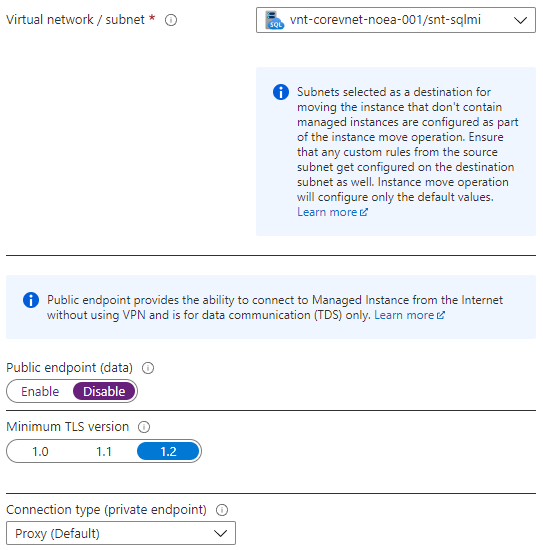 Virtual network / subnet *
vnt-corevnet-noea-001/snt-sqlmi
Subnets selected as a destination for
moving the instance that don't contain
managed instances are configured as part
of the instance move operation. Ensure
that any custom rules from the source
subnet get configured on the destination
subnet as well. Instance move operation
will configure only the default values.
Learn more
Public endpoint provides the ability to connect to Managed Instance from the Internet
without using VPN and is for data communication (TDS) only. Learn more
Public endpoint (data)
Enable Disable
Minimum TLS version
1.0 1.1 1.2
Connection type (private endpoint)
Proxy (Default)